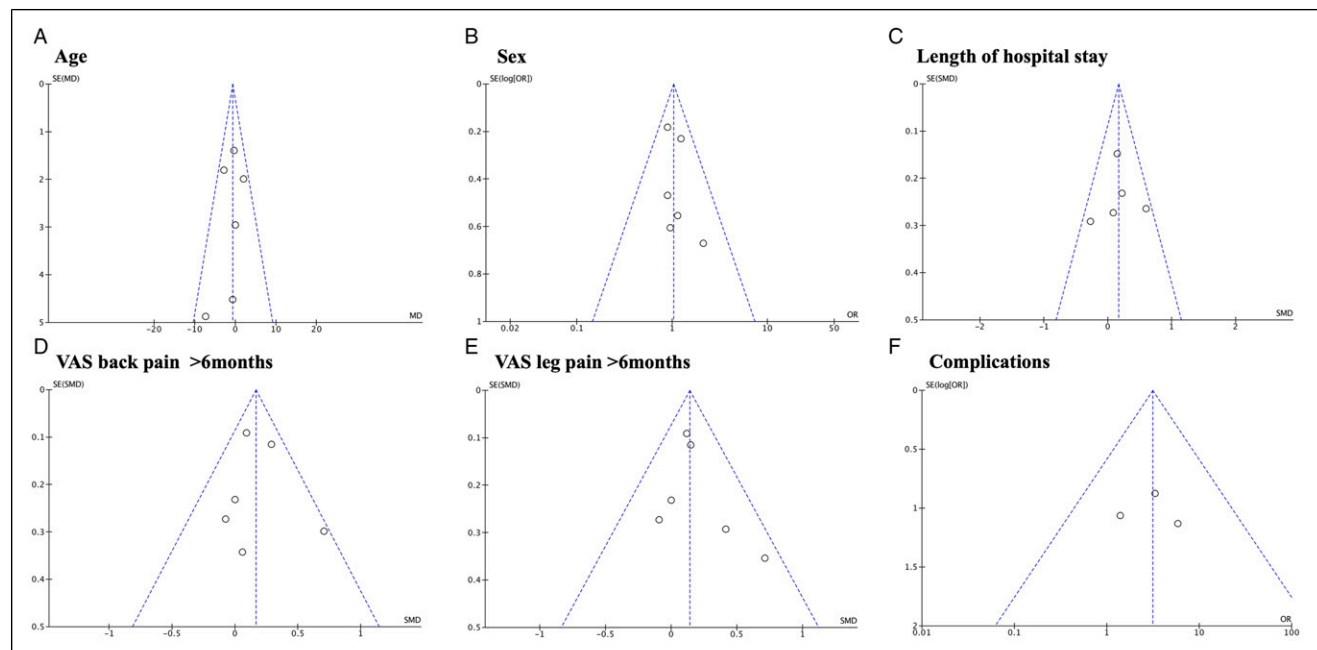 A
Age
SE(MD)
0
1
2
3
4
5
−20
−10
0
10
20
MD
B
Sex
SE(log[OR])
0
0.2
0.4
0.6
0.8
1
0.02
0.1
1
10
50
OR
C
Length of hospital stay
SE(SMD)
0
0.1
0.2
0.3
0.4
0.5
−2
−1
0
1
2
SMD
D
VAS back pain >6months
SE(SMD)
0
0.1
0.2
0.3
0.4
0.5
−1
−0.5
0
0.5
1
SMD
E
VAS leg pain >6months
SE(SMD)
0
0.1
0.2
0.3
0.4
0.5
−1
−0.5
0
0.5
1
SMD
F
Complications
SE(log[OR])
0
0.5
1
1.5
2
0.01
0.1
1
10
100
OR